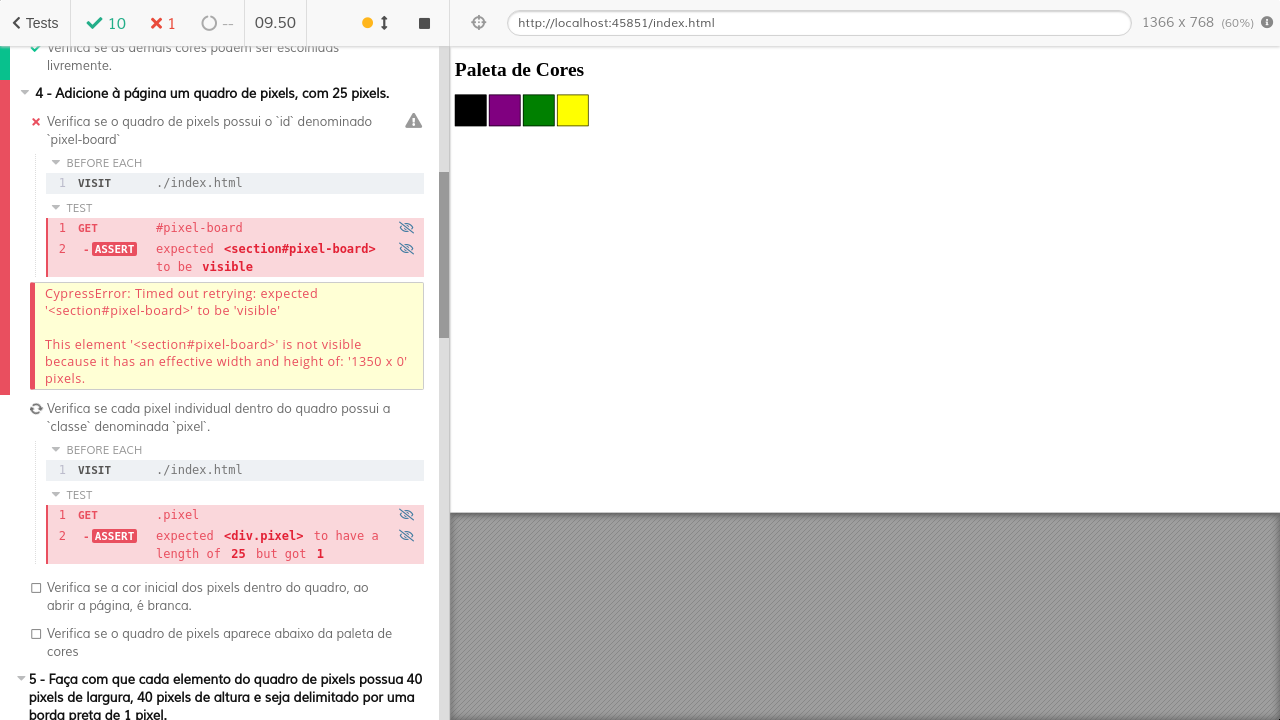 Tests 10 1 -- 09.50 http://localhost:45851/index.html 1366 x 768 (60%)
Verifica se as demais cores podem ser escolhidas
livremente.
4 - Adicione à página um quadro de pixels, com 25 pixels.
Verifica se o quadro de pixels possui o `id` denominado
`pixel-board`
BEFORE EACH
1 VISIT ./index.html
TEST
1 GET #pixel-board
2 - ASSERT expected <section#pixel-board>
to be visible
CypressError: Timed out retrying: expected
'<section#pixel-board>' to be 'visible'
This element '<section#pixel-board>' is not visible
because it has an effective width and height of: '1350 x 0'
pixels.
Verifica se cada pixel individual dentro do quadro possui a
`classe` denominada `pixel`.
BEFORE EACH
1 VISIT ./index.html
TEST
1 GET .pixel
2 - ASSERT expected <div.pixel> to have a
length of 25 but got 1
Verifica se a cor inicial dos pixels dentro do quadro, ao
abrir a página, é branca.
Verifica se o quadro de pixels aparece abaixo da paleta de
cores
5 - Faça com que cada elemento do quadro de pixels possua 40
pixels de largura, 40 pixels de altura e seja delimitado por uma
borda preta de 1 pixel.
Paleta de Cores